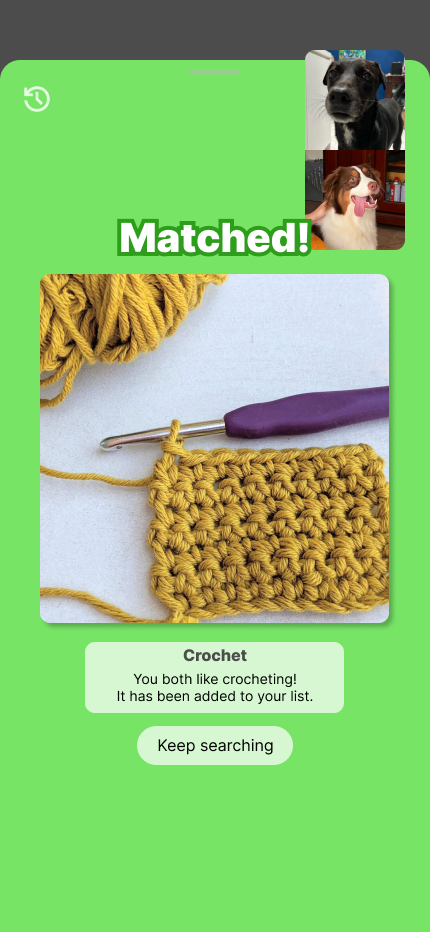 Matched!
Crochet
You both like crocheting!
It has been added to your list.
Keep searching